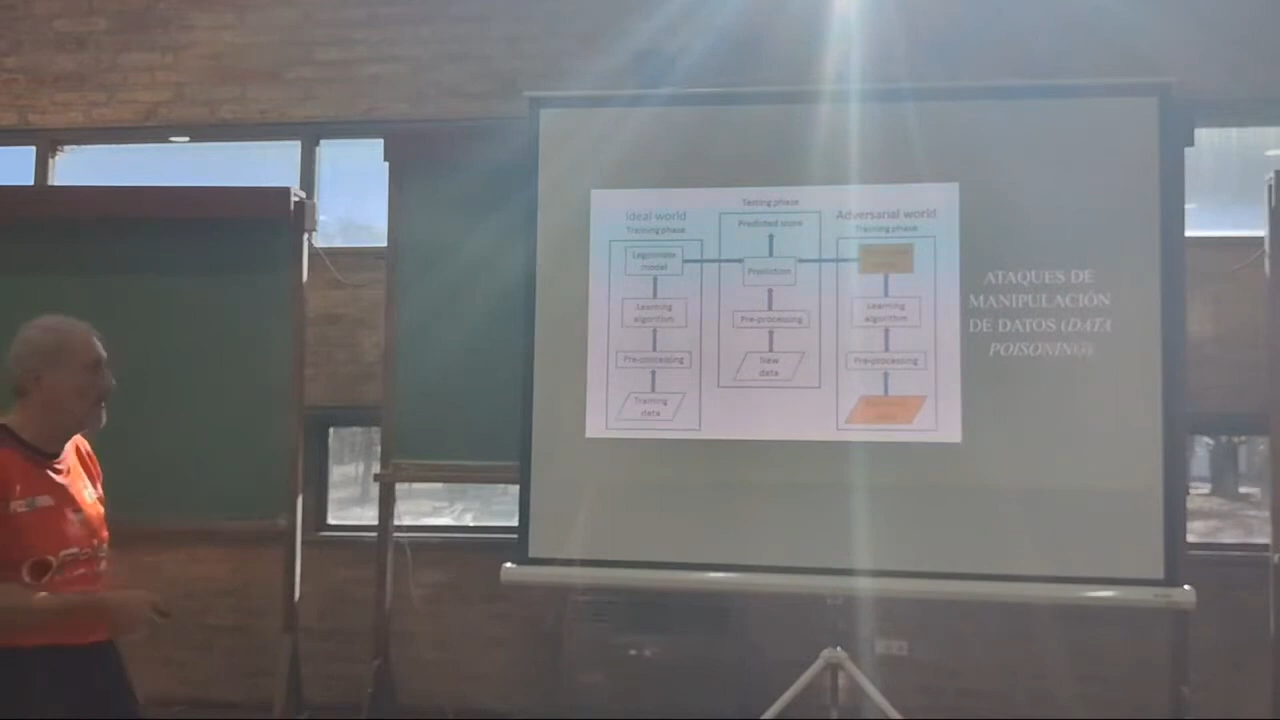 Ideal world
Training phase
Legitimate
model
Learning
algorithm
Pre-processing
Training
data
Testing phase
Predicted score
Prediction
Pre-processing
New
data
Adversarial world
Training phase
Learning
algorithm
Pre-processing
ATAQUES DE
MANIPULACIÓN
DE DATOS (DATA
POISONING)